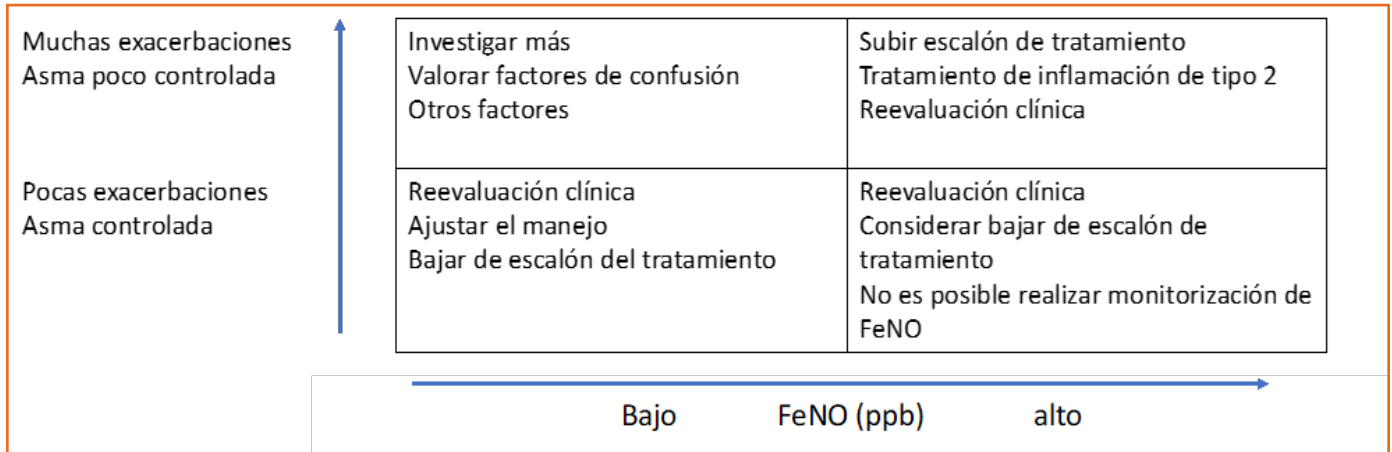 Muchas exacerbaciones
Asma poco controlada
Investigar más
Valorar factores de confusión
Otros factores
Subir escalón de tratamiento
Tratamiento de inflamación de tipo 2
Reevaluación clínica
Pocas exacerbaciones
Asma controlada
Reevaluación clínica
Ajustar el manejo
Bajar de escalón del tratamiento
Reevaluación clínica
Considerar bajar de escalón de
tratamiento
No es posible realizar monitorización de
FeNO
Bajo FeNO (ppb) alto